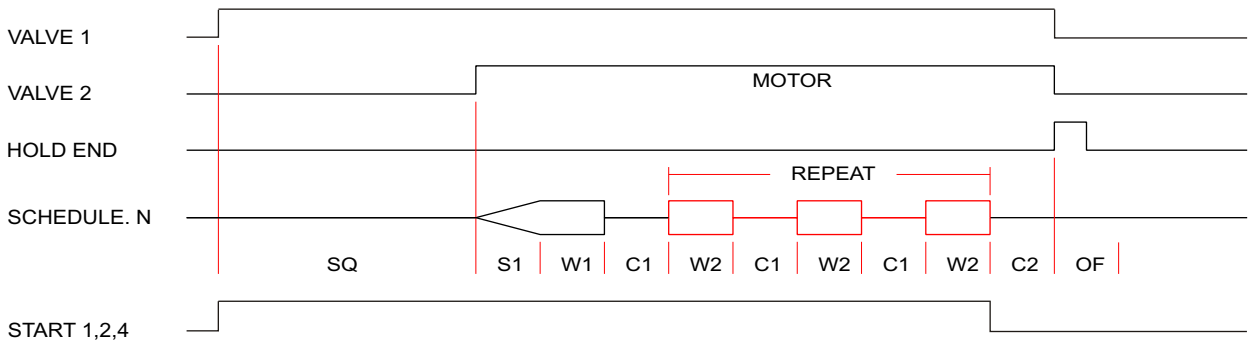 VALVE 1
VALVE 2
MOTOR
HOLD END
REPEAT
SCHEDULE. N
SQ S1 W1 C1 W2 C1 W2 C1 W2 C2 OF
START 1,2,4